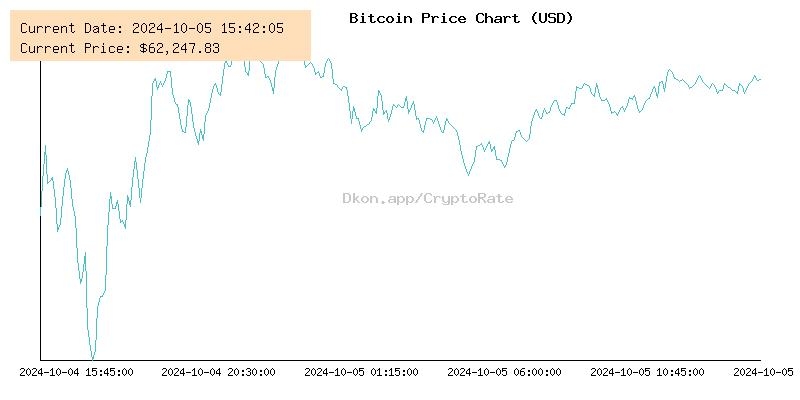 Bitcoin Price Chart (USD)
Current Date: 2024-10-05 15:42:05
Current Price: $62,247.83
Dkon.app/CryptoRate
2024-10-04 15:45:00 2024-10-04 20:30:00 2024-10-05 01:15:00 2024-10-05 06:00:00 2024-10-05 10:45:00 2024-10-05